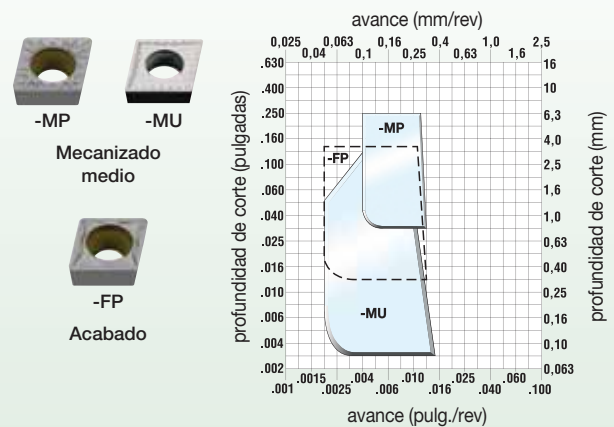 -MP
-MU
Mecanizado
medio
-FP
Acabado
avance (mm/rev)
0,025 0,063 0,16 0,4 1,0 2,5
0,04 0,1 0,25 0,63 1,6
profundidad de corte (pulgadas)
.630
.400
.250
.160
.100
.060
.040
.025
.016
.010
.006
.004
.002
-MP
-FP
-MU
16
10
6,3
4,0
2,5
1,6
1,0
0,63
0,40
0,25
0,16
0,10
0,063
profundidad de corte (mm)
.0015 .004 .010 .025 .060
.001 .0025 .006 .016 .040 .100
avance (pulg./rev)